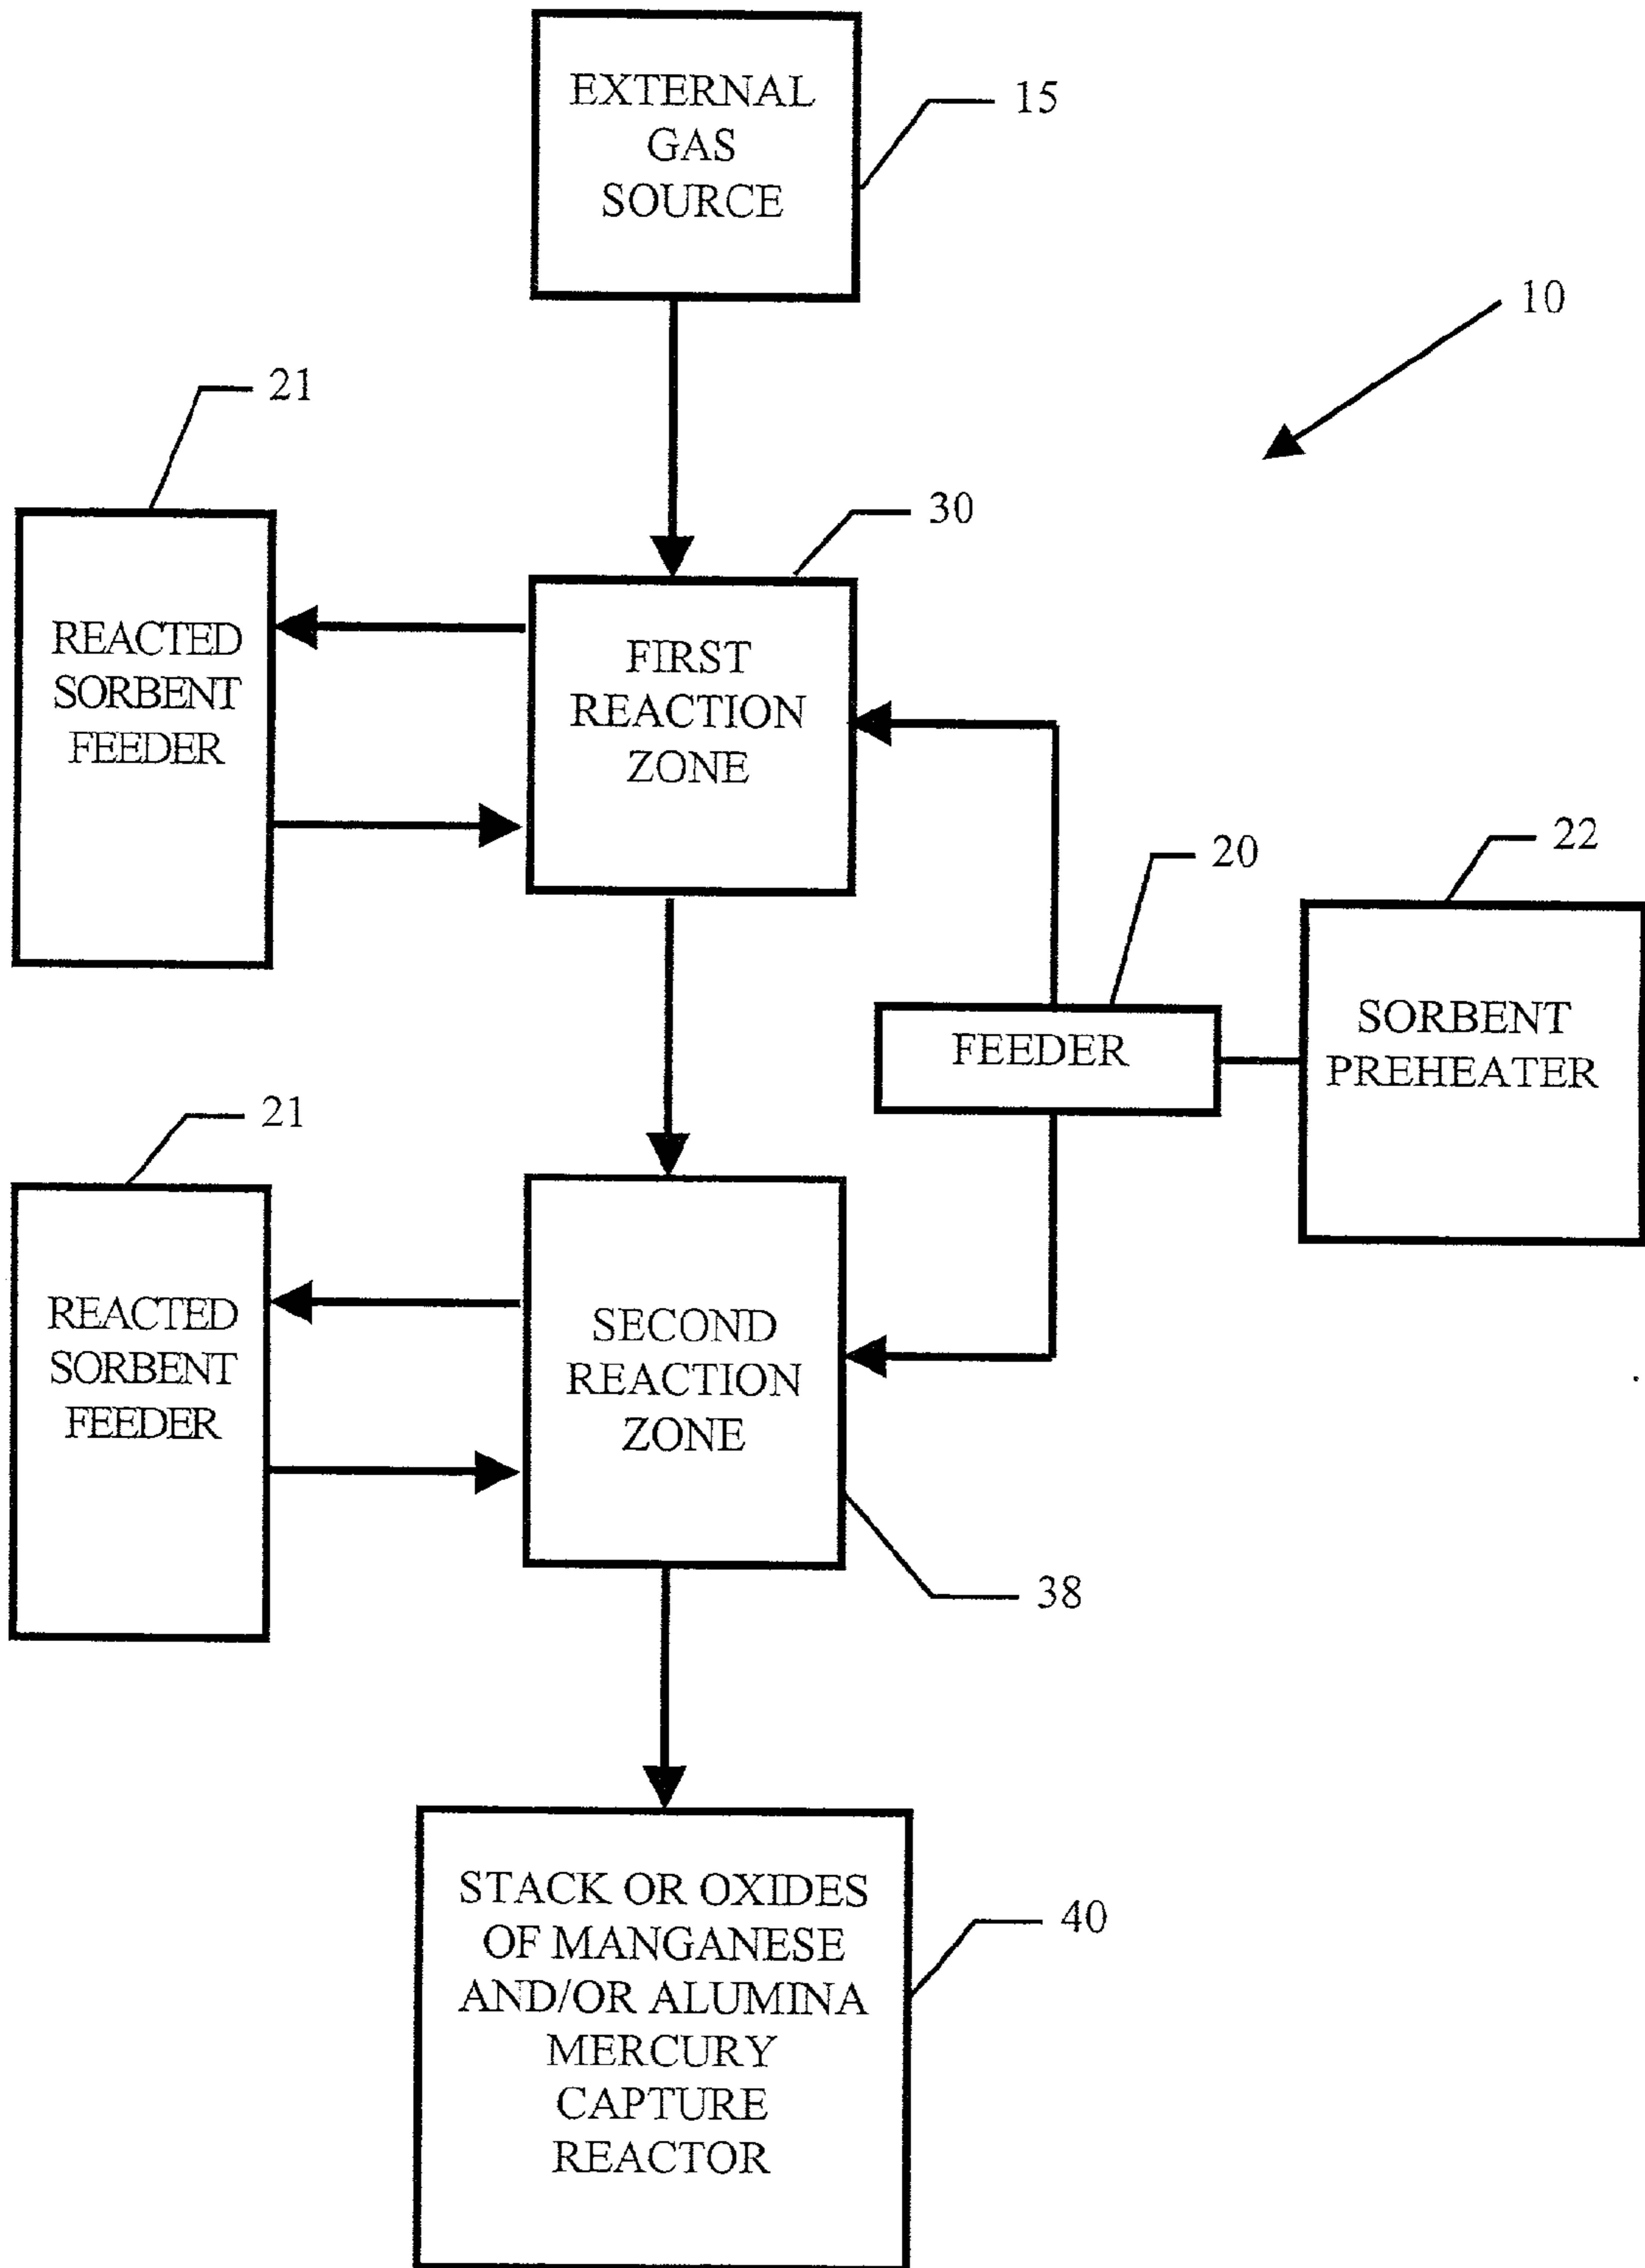 EXTERNAL
GAS
SOURCE
15
10
21
30
REACTED
SORBENT
FEEDER
FIRST
REACTION
ZONE
20
22
FEEDER
SORBENT
PREHEATER
21
REACTED
SORBENT
FEEDER
SECOND
REACTION
ZONE
38
STACK OR OXIDES
OF MANGANESE
AND/OR ALUMINA
MERCURY
CAPTURE
REACTOR
40